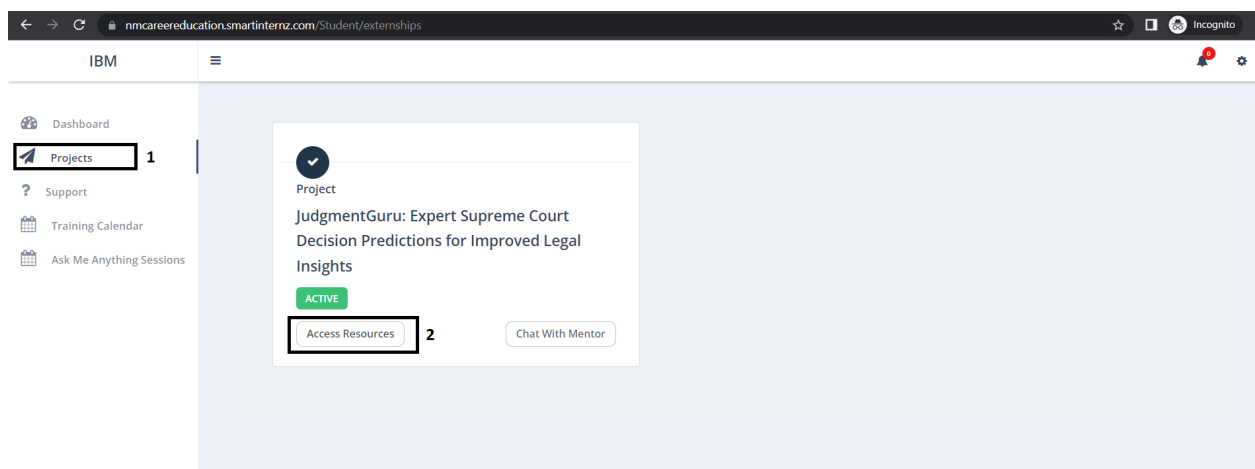 nmcareereducation.smartinternz.com/Student/externships
Incognito
IBM
0
Dashboard
Projects 1
Support
Training Calendar
Ask Me Anything Sessions
Project
JudgmentGuru: Expert Supreme Court
Decision Predictions for Improved Legal
Insights
ACTIVE
Access Resources 2 Chat With Mentor